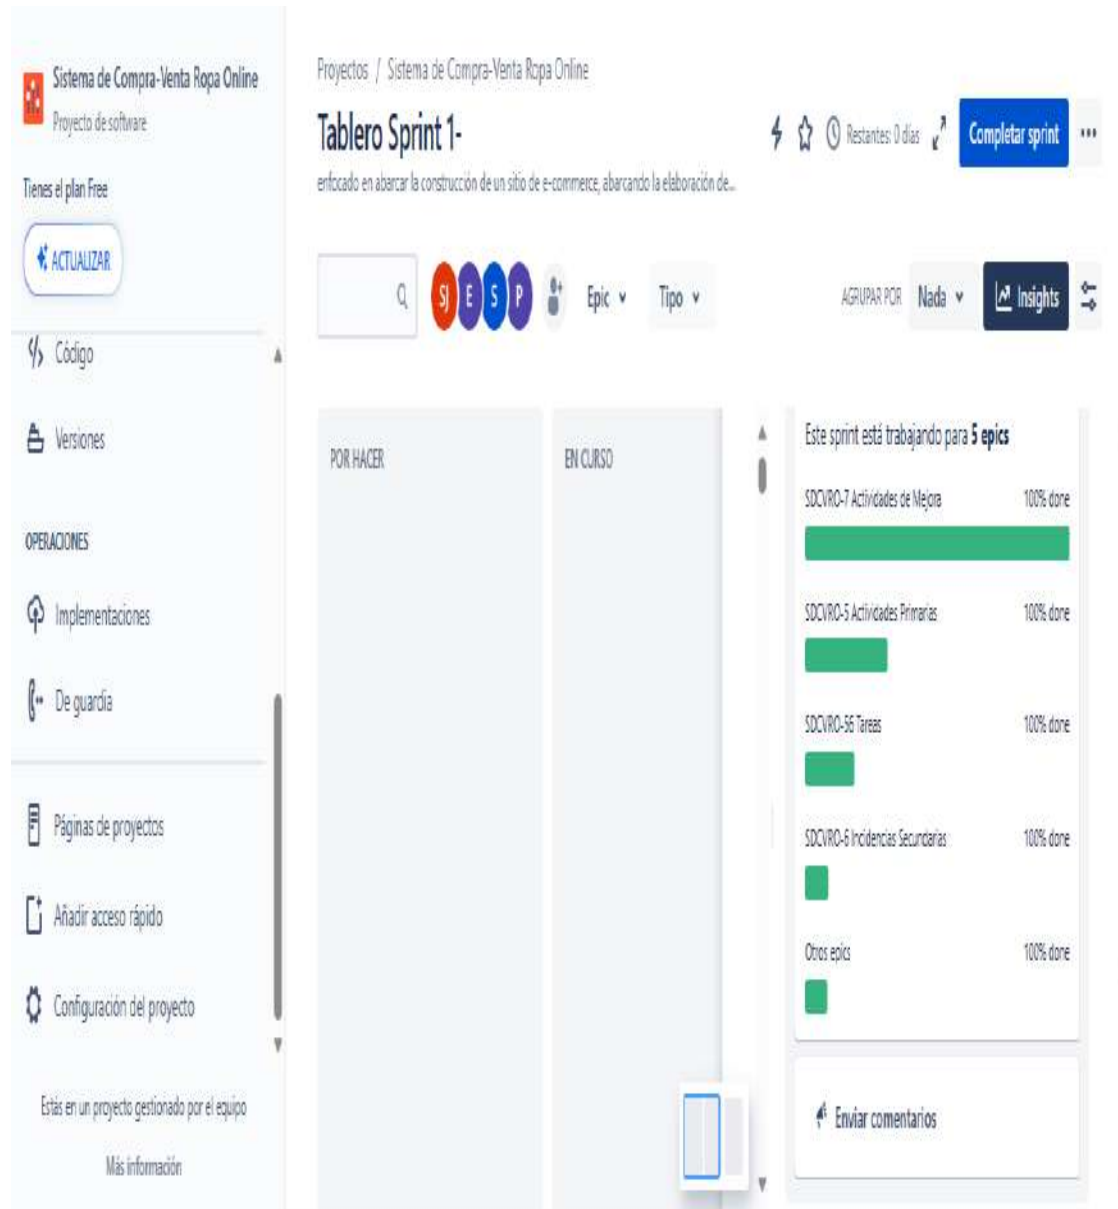 Sistema de Compra-Venta Ropa Online
Proyecto de software
Tienes el plan Free
ACTUALIZAR
Código
Versiones
OPERACIONES
Implementaciones
De guardia
Páginas de proyectos
Añadir acceso rápido
Configuración del proyecto
Estás en un proyecto gestionado por el equipo
Más información
Proyectos / Sistema de Compra-Venta Ropa Online
Tablero Sprint 1-
Restantes: 0 días
Completar sprint
enfocado en abarcar la construcción de un sitio de e-commerce, abarcando la elaboración de...
SJ E S P
Epic
Tipo
AGRUPAR POR
Nada
Insights
POR HACER
EN CURSO
Este sprint está trabajando para 5 epics
SDCVRO-7 Actividades de Mejora 100% done
SDCVRO-5 Actividades Primarias 100% done
SDCVRO-56 Tareas 100% done
SDCVRO-6 Incidencias Secundarias 100% done
Otros epics 100% done
Enviar comentarios